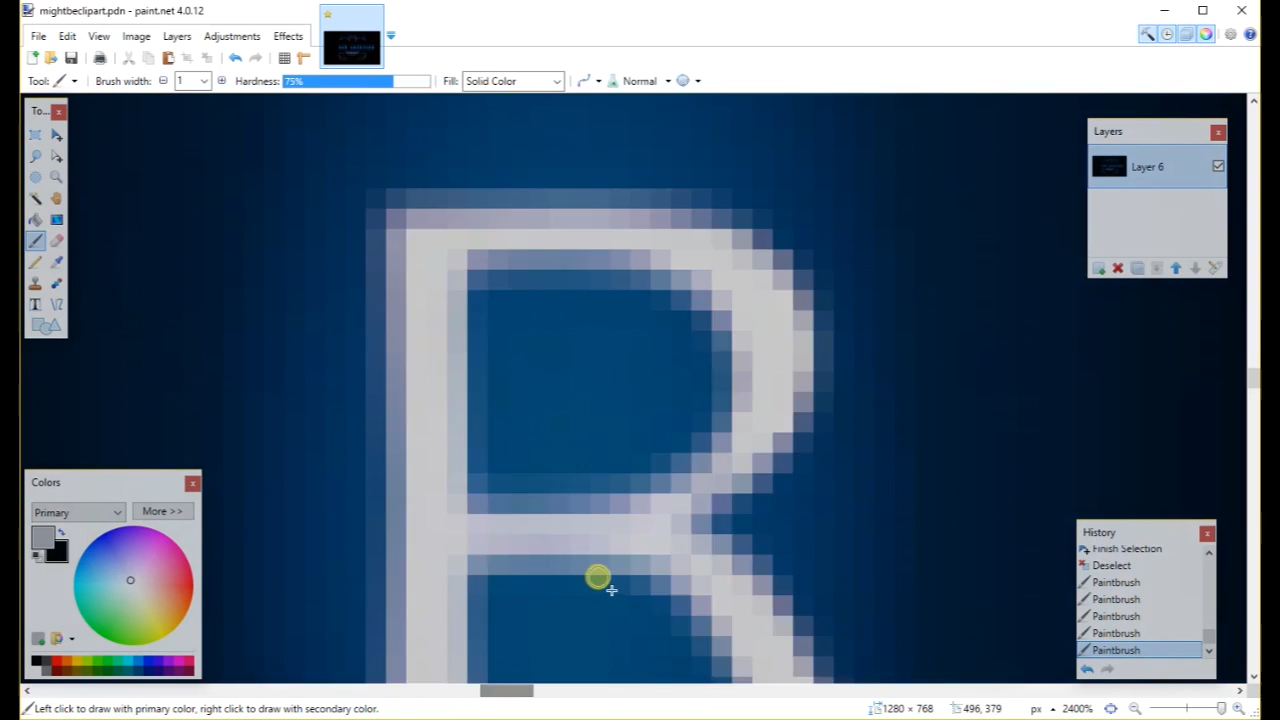 mightbeclipart.pdn - paint.net 4.0.12
File Edit View Image Layers Adjustments Effects
Tool: Brush width: 1 Hardness: 75% Fill: Solid Color Normal
To...
Layers
Layer 6
R
Colors
Primary More >>
History
Finish Selection
Deselect
Paintbrush
Paintbrush
Paintbrush
Paintbrush
Paintbrush
Left click to draw with primary color, right click to draw with secondary color. 1280 × 768 496, 379 px 2400%